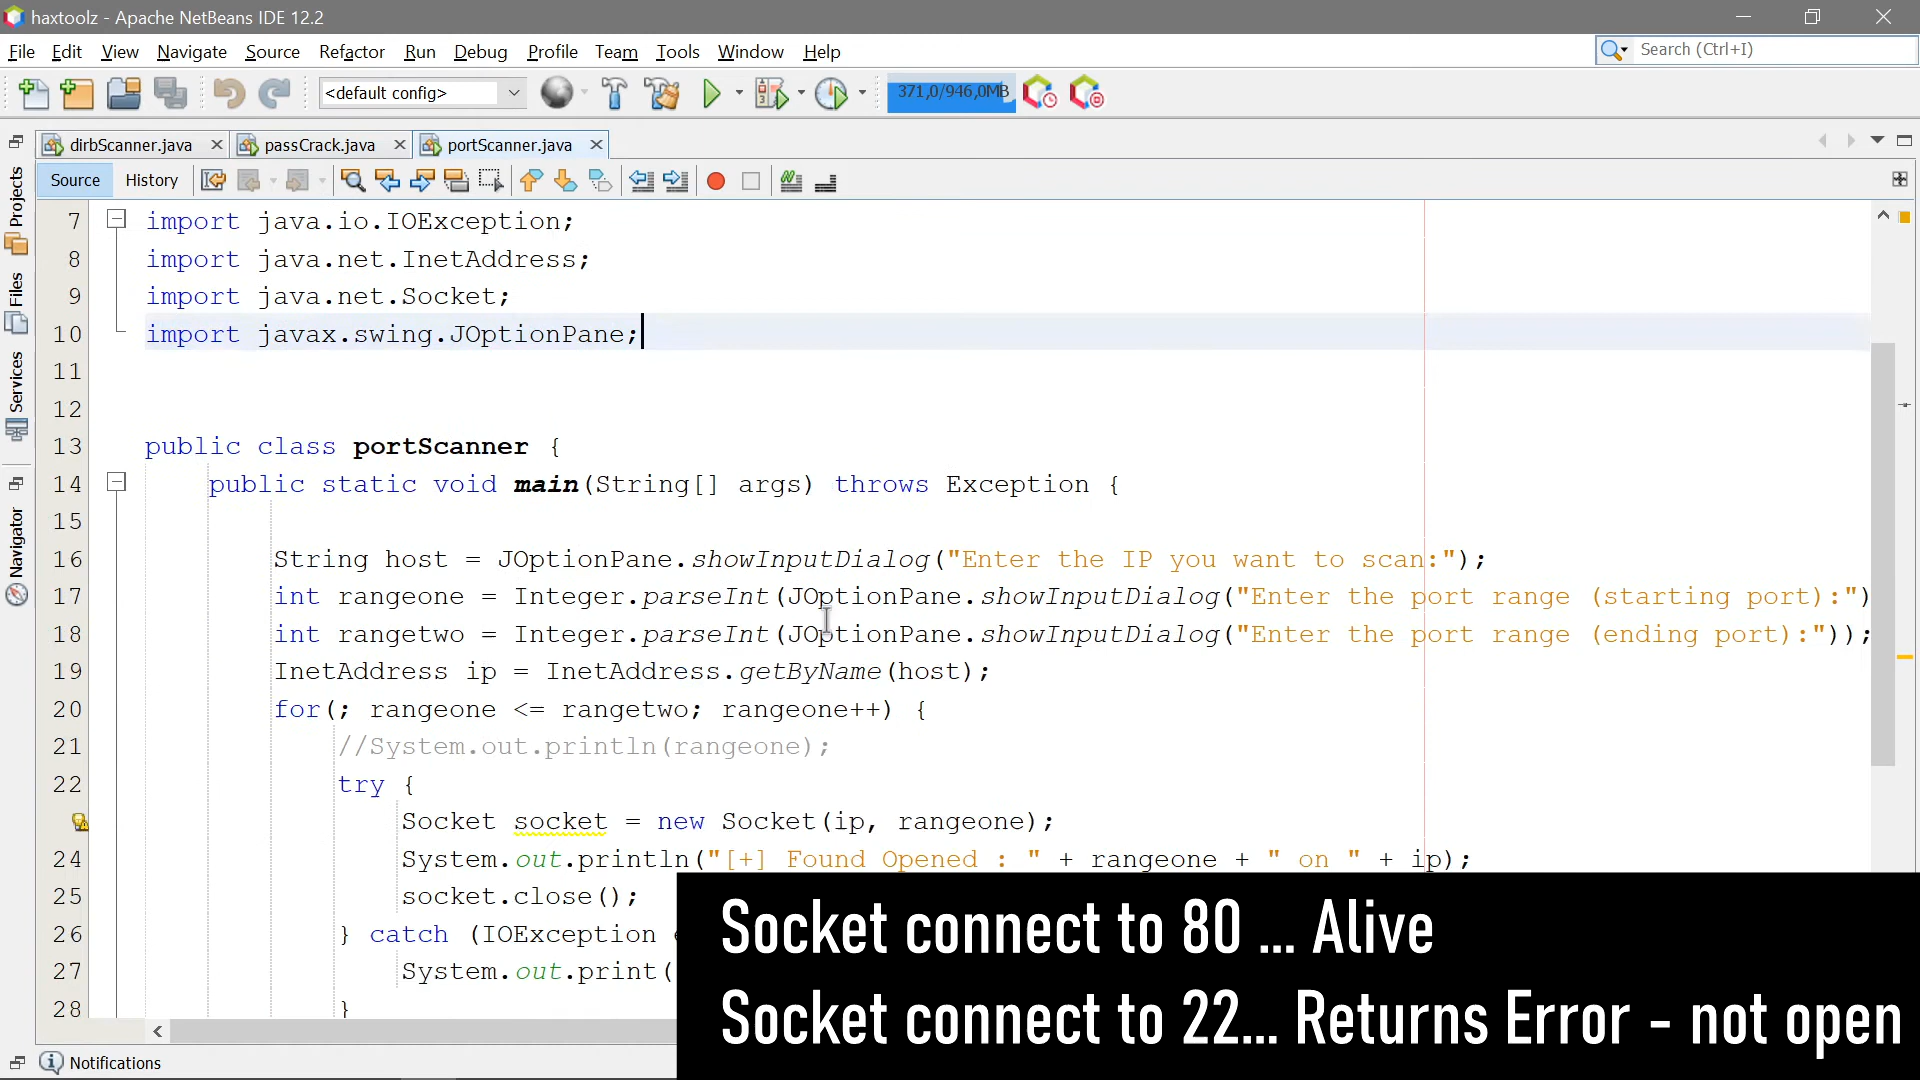 haxtoolz - Apache NetBeans IDE 12.2
File Edit View Navigate Source Refactor Run Debug Profile Team Tools Window Help
Search (Ctrl+I)
<default config>
371,0/946,0MB
dirbScanner.java passCrack.java portScanner.java
Source History
Projects
Files
Services
Navigator
7 import java.io.IOException;
8 import java.net.InetAddress;
9 import java.net.Socket;
10 import javax.swing.JOptionPane;
11
12
13 public class portScanner {
14 public static void main(String[] args) throws Exception {
15
16 String host = JOptionPane.showInputDialog("Enter the IP you want to scan:");
17 int rangeone = Integer.parseInt(JOptionPane.showInputDialog("Enter the port range (starting port):")
18 int rangetwo = Integer.parseInt(JOptionPane.showInputDialog("Enter the port range (ending port):"));
19 InetAddress ip = InetAddress.getByName(host);
20 for(; rangeone <= rangetwo; rangeone++) {
21 //System.out.println(rangeone);
22 try {
Socket socket = new Socket(ip, rangeone);
24 System.out.println("[+] Found Opened : " + rangeone + " on " + ip);
25 socket.close();
26 } catch (IOException
27 System.out.print(
28 }
Socket connect to 80 ... Alive
Socket connect to 22... Returns Error - not open
Notifications